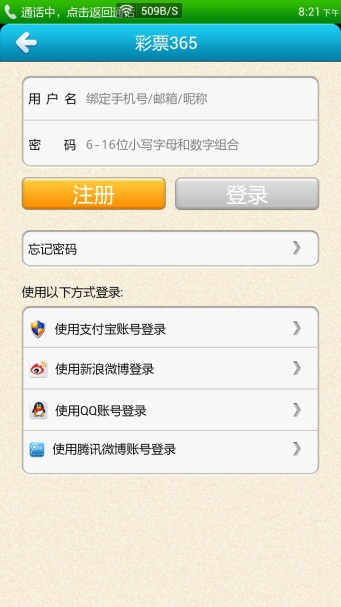 通话中，点击返回通话 509B/S 8:21 下午
彩票365
用户名 绑定手机号/邮箱/昵称
密 码 6-16位小写字母和数字组合
注册 登录
忘记密码
使用以下方式登录:
使用支付宝账号登录
使用新浪微博登录
使用QQ账号登录
使用腾讯微博账号登录